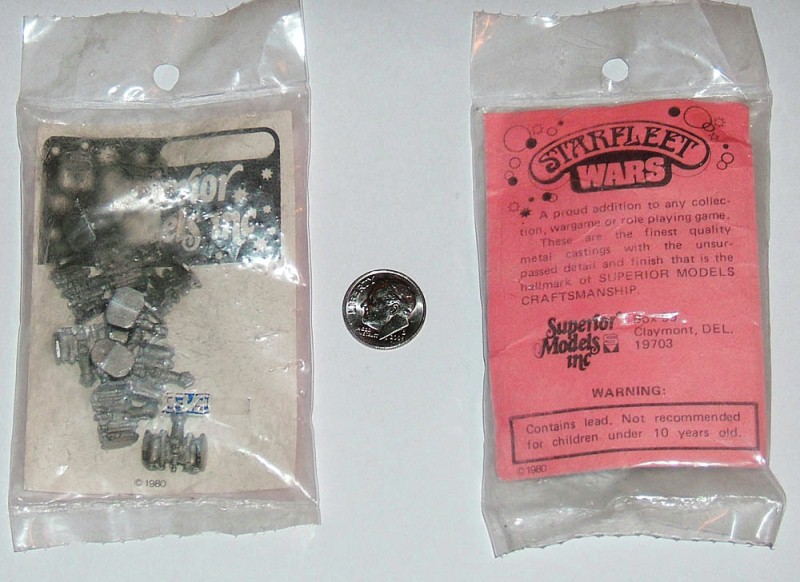 Models inc
© 1980
LIBERTY
STARFLEET
WARS
A proud addition to any collec-
tion, wargame or role playing game.
These are the finest quality
metal castings with the unsur-
passed detail and finish that is the
hallmark of SUPERIOR MODELS
CRAFTSMANSHIP.
Superior
Models
inc
Box
Claymont, DEL.
19703
WARNING:
Contains lead. Not recommended
for children under 10 years old.
© 1980